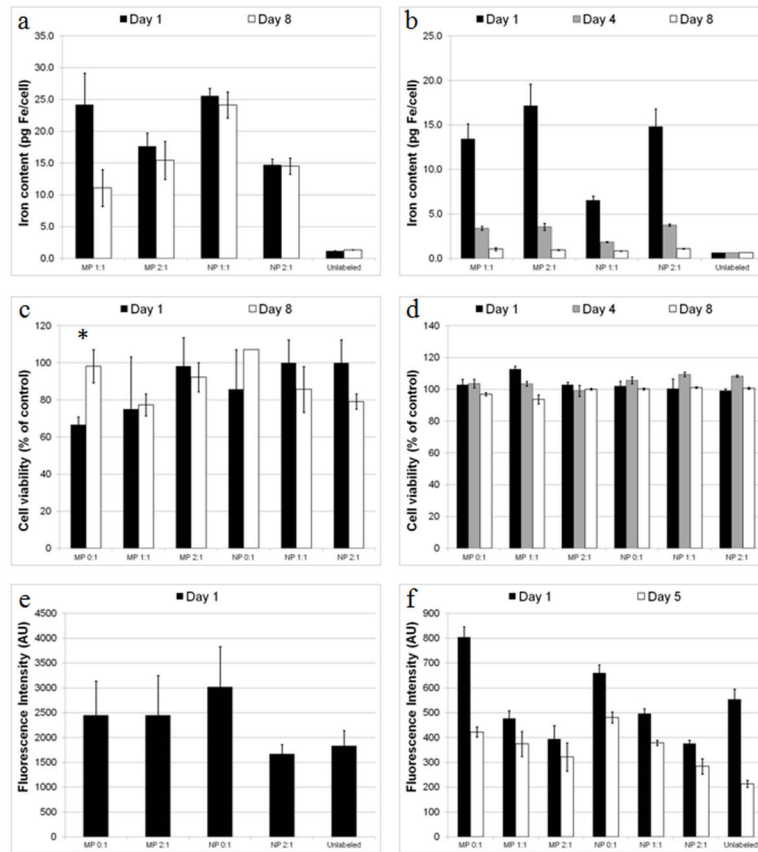 a
Day 1 Day 8
Iron content (pg Fe/cell)
35.0
30.0
25.0
20.0
15.0
10.0
5.0
0.0
MP 1:1 MP 2:1 NP 1:1 NP 2:1 Unlabeled
b
Day 1 Day 4 Day 8
Iron content (pg Fe/cell)
25.0
20.0
15.0
10.0
5.0
0.0
MP 1:1 MP 2:1 NP 1:1 NP 2:1 Unlabeled
c
Day 1 Day 8
Cell viability (% of control)
120
100
80
60
40
20
0
*
MP 0:1 MP 1:1 MP 2:1 NP 0:1 NP 1:1 NP 2:1
d
Day 1 Day 4 Day 8
Cell viability (% of control)
140
120
100
80
60
40
20
0
MP 0:1 MP 1:1 MP 2:1 NP 0:1 NP 1:1 NP 2:1
e
Day 1
Fluorescence Intensity (AU)
4500
4000
3500
3000
2500
2000
1500
1000
500
0
MP 0:1 MP 2:1 NP 0:1 NP 2:1 Unlabeled
f
Day 1 Day 5
Fluorescence Intensity (AU)
900
800
700
600
500
400
300
200
100
0
MP 0:1 MP 1:1 MP 2:1 NP 0:1 NP 1:1 NP 2:1 Unlabeled